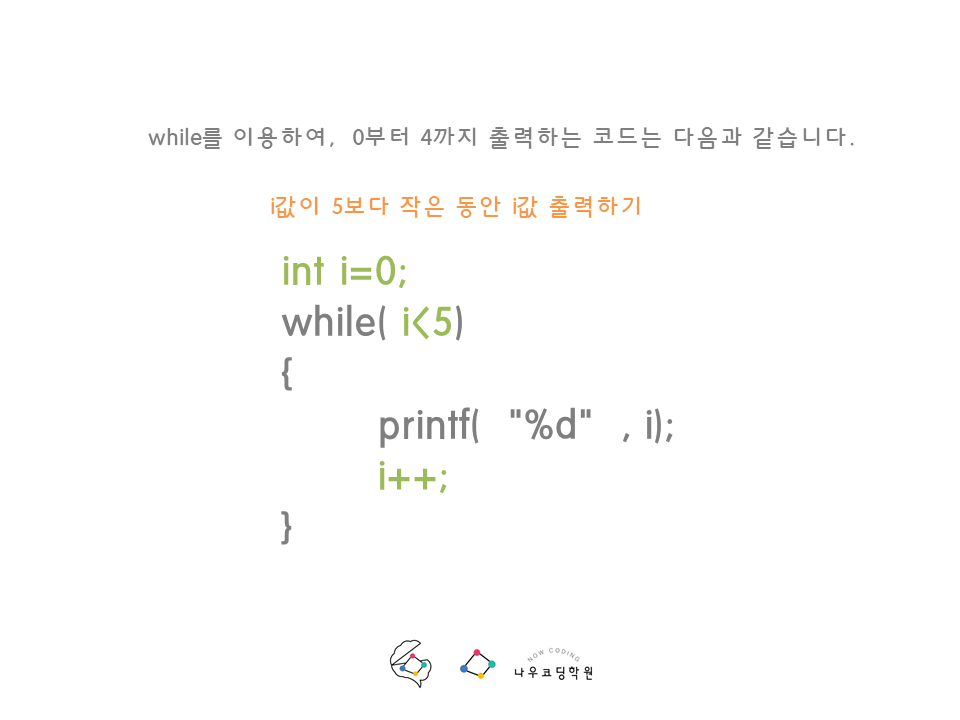 while를 이용하여, 0부터 4까지 출력하는 코드는 다음과 같습니다.
i값이 5보다 작은 동안 i값 출력하기
int i=0;
while( i<5)
{
printf( "%d" , i);
i++;
}
NOW CODING
나우코딩학원